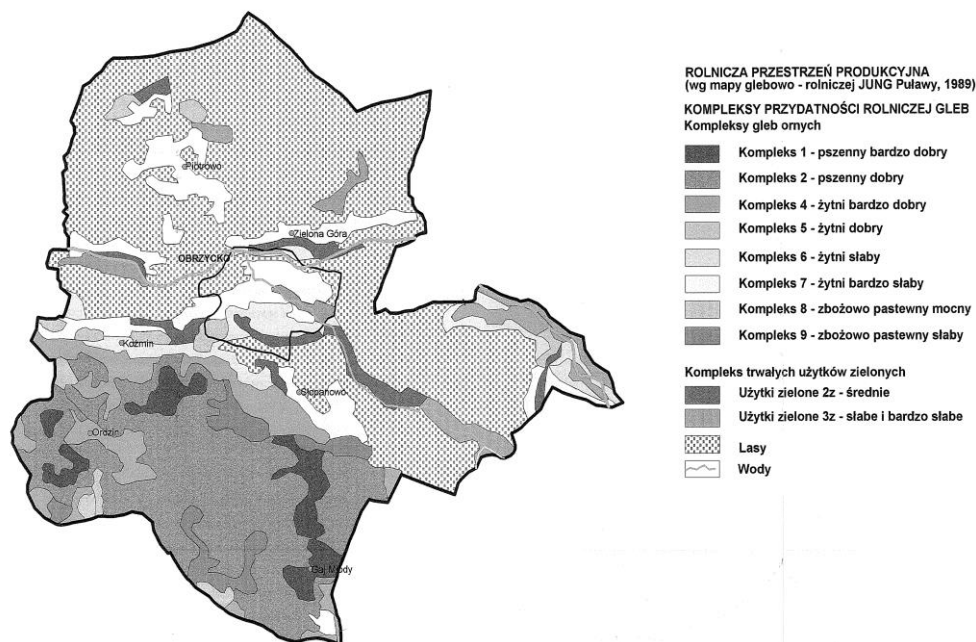 ROLNICZA PRZESTRZEŃ PRODUKCYJNA
(wg mapy glebowo - rolniczej JUNG Puławy, 1989)
KOMPLEKSY PRZYDATNOŚCI ROLNICZEJ GLEB
Kompleksy gleb ornych
Kompleks 1 - pszenny bardzo dobry
Kompleks 2 - pszenny dobry
Kompleks 4 - żytni bardzo dobry
Kompleks 5 - żytni dobry
Kompleks 6 - żytni słaby
Kompleks 7 - żytni bardzo słaby
Kompleks 8 - zbożowo pastewny mocny
Kompleks 9 - zbożowo pastewny słaby
Kompleks trwałych użytków zielonych
Użytki zielone 2z - średnie
Użytki zielone 3z - słabe i bardzo słabe
Lasy
Wody
Piotrowo
Zielona Góra
OBRZYCKO
Koźmin
Słopanowo
Ordzin
Gaj Mł́ody